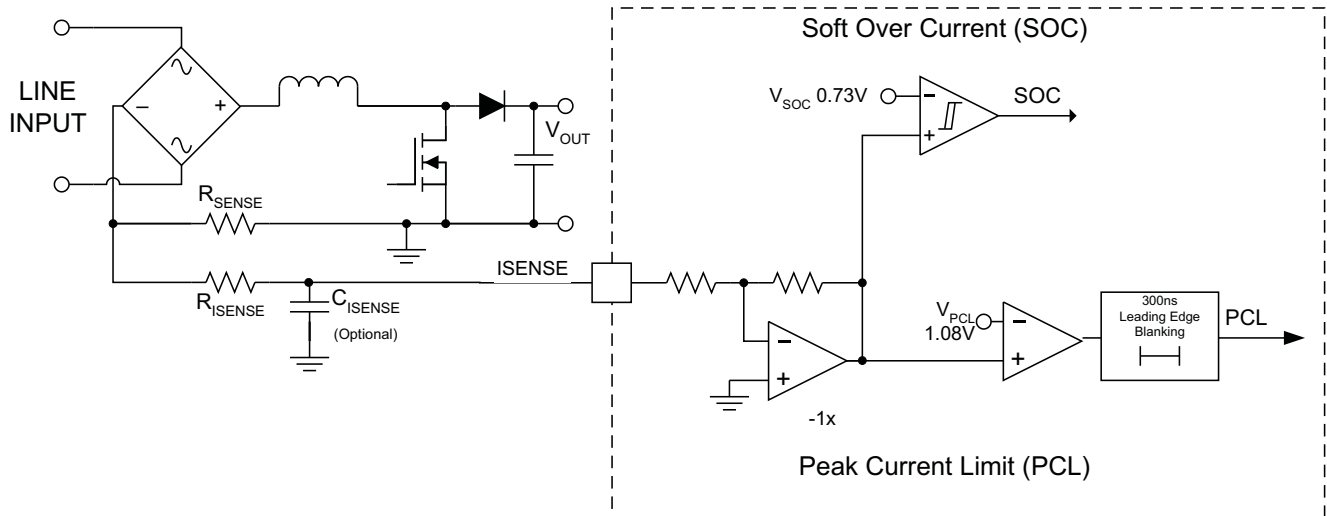 Soft Over Current (SOC)
LINE
INPUT
− +
V_SOC 0.73V
−
+
SOC
V_OUT
R_SENSE
R_ISENSE
C_ISENSE
(Optional)
ISENSE
−
+
-1x
V_PCL
1.08V
−
+
300ns
Leading Edge
Blanking
PCL
Peak Current Limit (PCL)